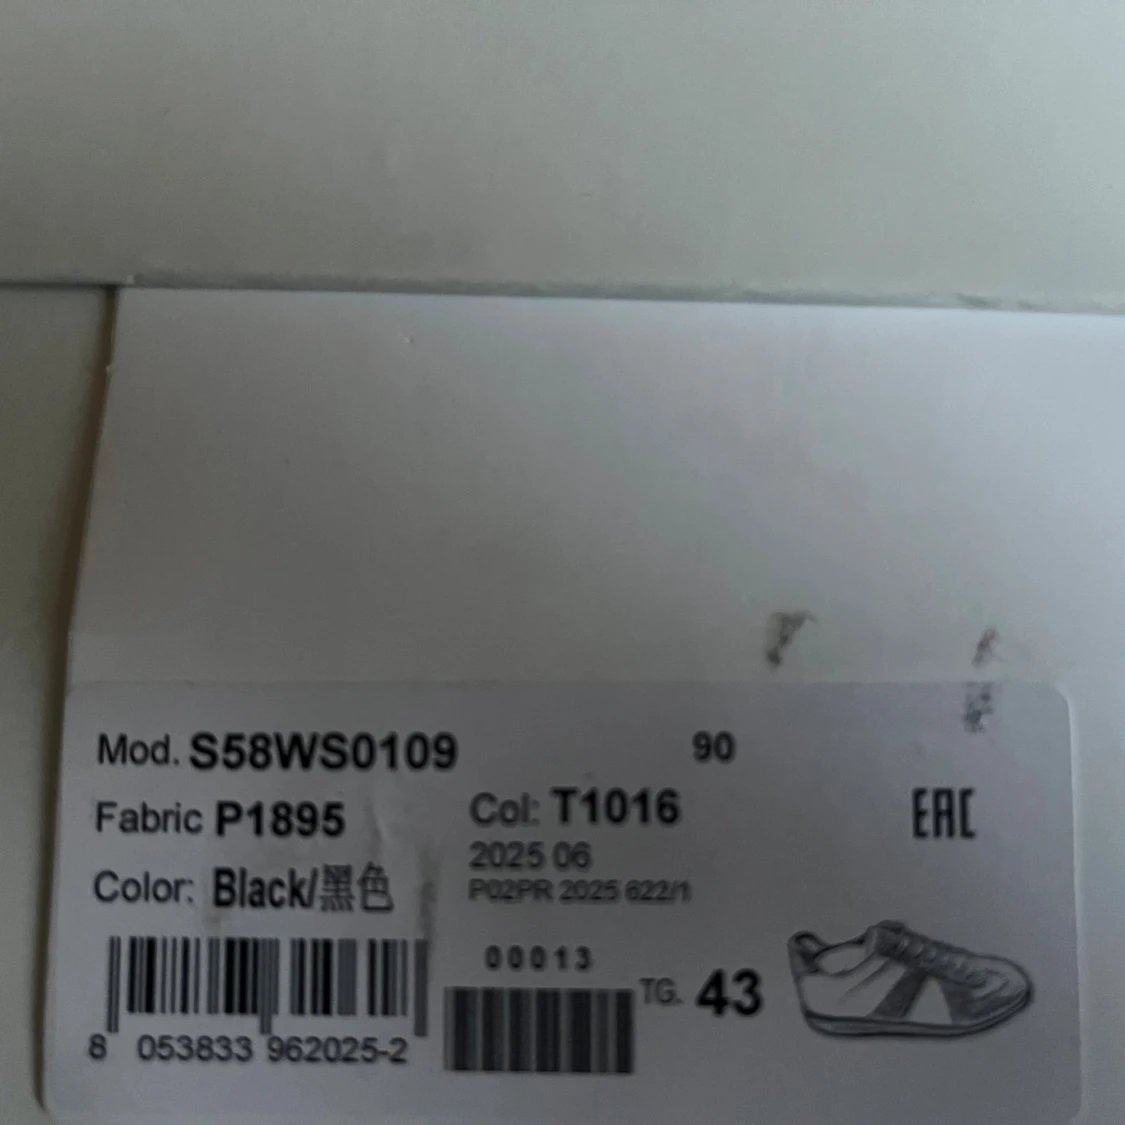 Mod. S58WS0109 90
Fabric P1895 Col: T1016 EAC
2025 06
Color: Black/黑色 P02PR 2025 622/1
00013
TG. 43
8 053833 962025-2